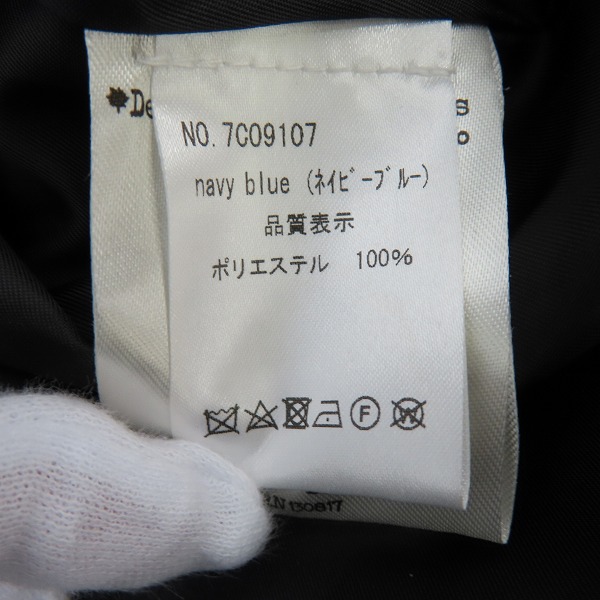 NO. 7C09107
navy blue (ﾈｲﾋﾞｰﾌﾞﾙｰ)
品質表示
ポリエステル 100%
F
W